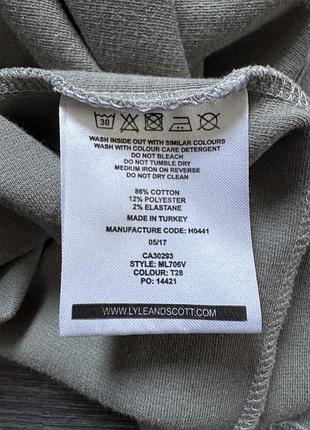 30
WASH INSIDE OUT WITH SIMILAR COLOURS
WASH WITH COLOUR CARE DETERGENT
DO NOT BLEACH
DO NOT TUMBLE DRY
MEDIUM IRON ON REVERSE
DO NOT DRY CLEAN
86% COTTON
12% POLYESTER
2% ELASTANE
MADE IN TURKEY
MANUFACTURE CODE: H0441
05/17
CA30293
STYLE: ML706V
COLOUR: T28
PO: 14421
WWW.LYLEANDSCOTT.COM